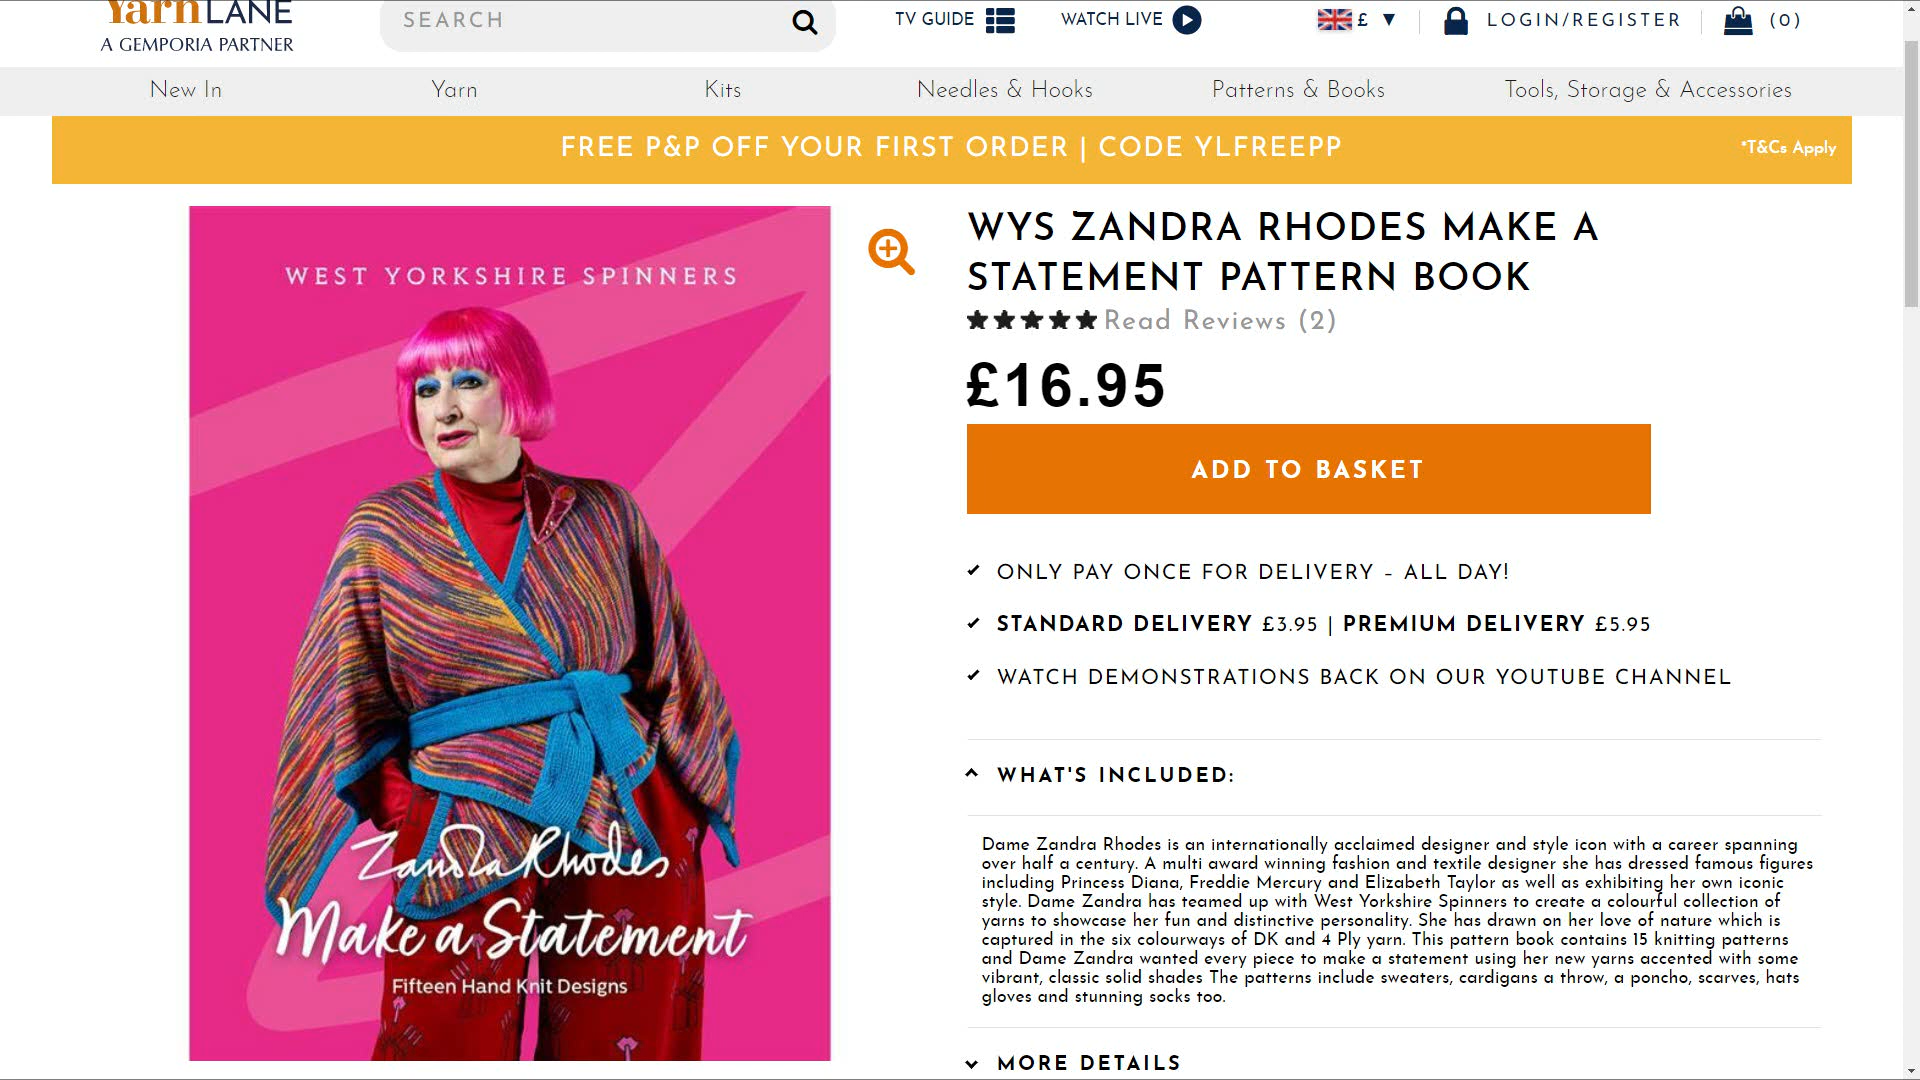 YarnLANE
A GEMPORIA PARTNER
SEARCH
TV GUIDE
WATCH LIVE
£ ▼
LOGIN/REGISTER
(0)
New In
Yarn
Kits
Needles & Hooks
Patterns & Books
Tools, Storage & Accessories
FREE P&P OFF YOUR FIRST ORDER | CODE YLFREEPP
*T&Cs Apply
WEST YORKSHIRE SPINNERS
Zandra Rhodes
Make a Statement
Fifteen Hand Knit Designs
WYS ZANDRA RHODES MAKE A
STATEMENT PATTERN BOOK
Read Reviews (2)
£16.95
ADD TO BASKET
ONLY PAY ONCE FOR DELIVERY – ALL DAY!
STANDARD DELIVERY £3.95 | PREMIUM DELIVERY £5.95
WATCH DEMONSTRATIONS BACK ON OUR YOUTUBE CHANNEL
WHAT'S INCLUDED:
Dame Zandra Rhodes is an internationally acclaimed designer and style icon with a career spanning
over half a century. A multi award winning fashion and textile designer she has dressed famous figures
including Princess Diana, Freddie Mercury and Elizabeth Taylor as well as exhibiting her own iconic
style. Dame Zandra has teamed up with West Yorkshire Spinners to create a colourful collection of
yarns to showcase her fun and distinctive personality. She has drawn on her love of nature which is
captured in the six colourways of DK and 4 Ply yarn. This pattern book contains 15 knitting patterns
and Dame Zandra wanted every piece to make a statement using her new yarns accented with some
vibrant, classic solid shades The patterns include sweaters, cardigans a throw, a poncho, scarves, hats
gloves and stunning socks too.
MORE DETAILS